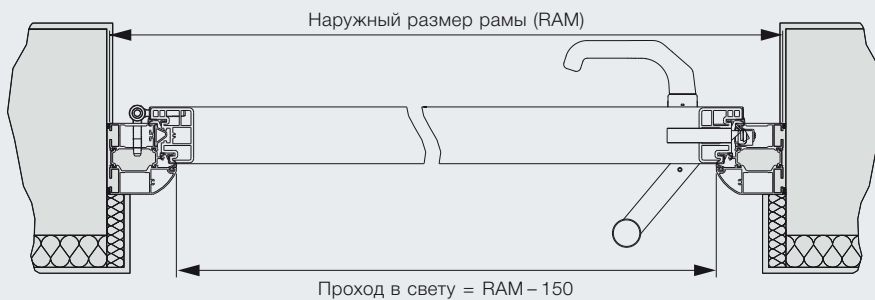 Наружный размер рамы (RAM)
Проход в свету = RAM – 150